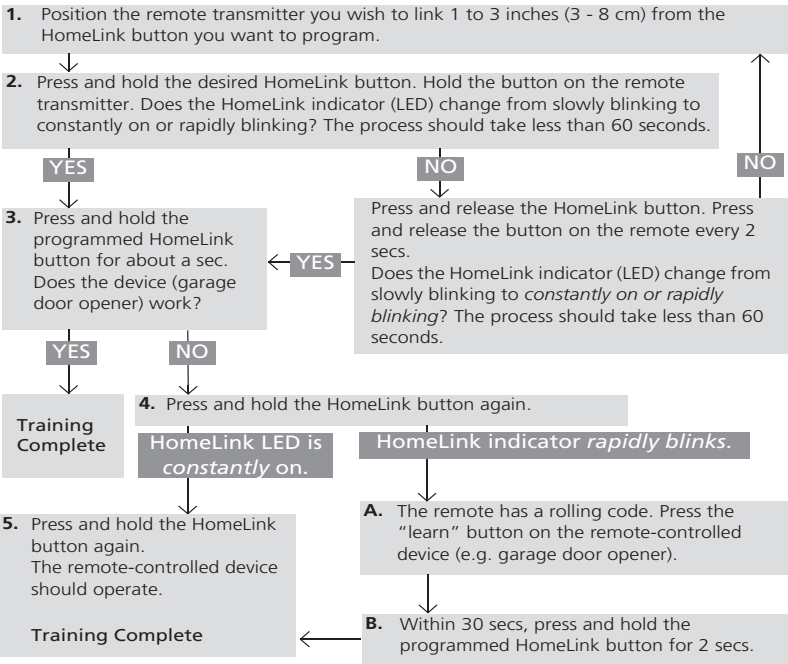 1. Position the remote transmitter you wish to link 1 to 3 inches (3 - 8 cm) from the
HomeLink button you want to program.
2. Press and hold the desired HomeLink button. Hold the button on the remote
transmitter. Does the HomeLink indicator (LED) change from slowly blinking to
constantly on or rapidly blinking? The process should take less than 60 seconds.
YES
NO
NO
3. Press and hold the
programmed HomeLink
button for about a sec.
Does the device (garage
door opener) work?
YES
Press and release the HomeLink button. Press
and release the button on the remote every 2
secs.
Does the HomeLink indicator (LED) change from
slowly blinking to constantly on or rapidly
blinking? The process should take less than 60
seconds.
YES
NO
Training
Complete
4. Press and hold the HomeLink button again.
HomeLink LED is
constantly on.
HomeLink indicator rapidly blinks.
5. Press and hold the HomeLink
button again.
The remote-controlled device
should operate.
Training Complete
A. The remote has a rolling code. Press the
“learn” button on the remote-controlled
device (e.g. garage door opener).
B. Within 30 secs, press and hold the
programmed HomeLink button for 2 secs.